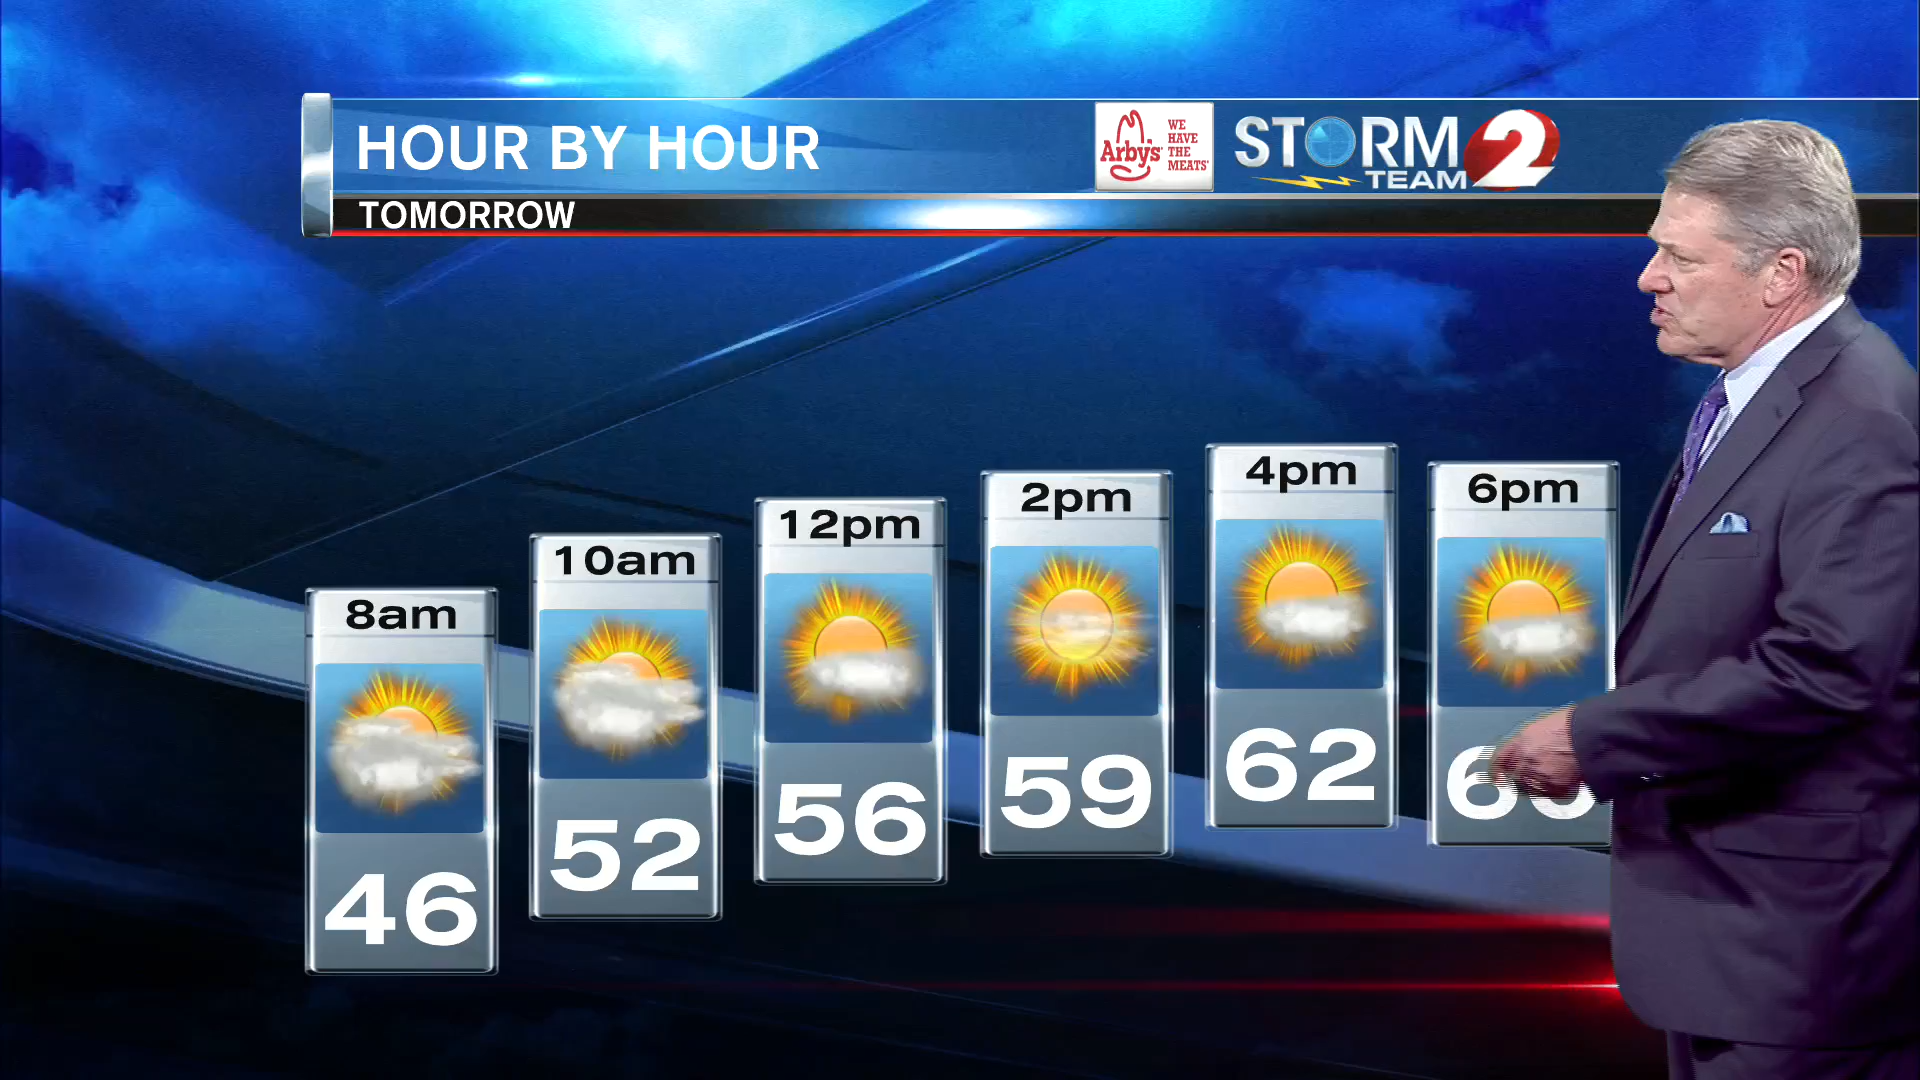 HOUR BY HOUR
Arby's
WE
HAVE
THE
MEATS
STORM
TEAM
2
TOMORROW
8am
10am
12pm
2pm
4pm
6pm
46
52
56
59
62